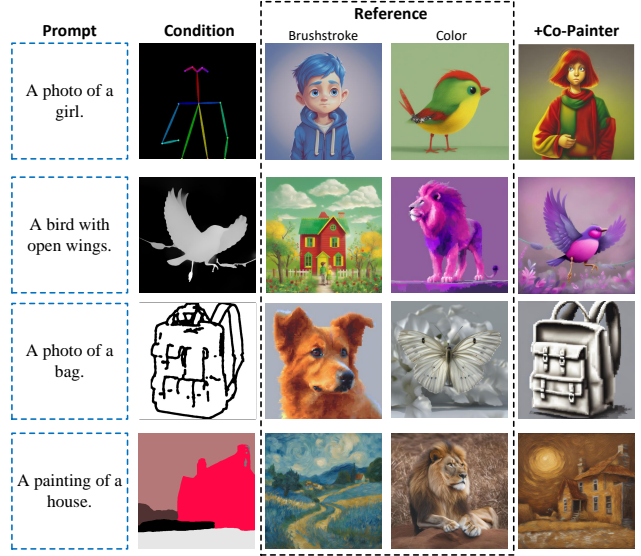 Reference
Prompt
Condition
Brushstroke
Color
+Co-Painter
A photo of a
girl.
A bird with
open wings.
A photo of a
bag.
A painting of a
house.